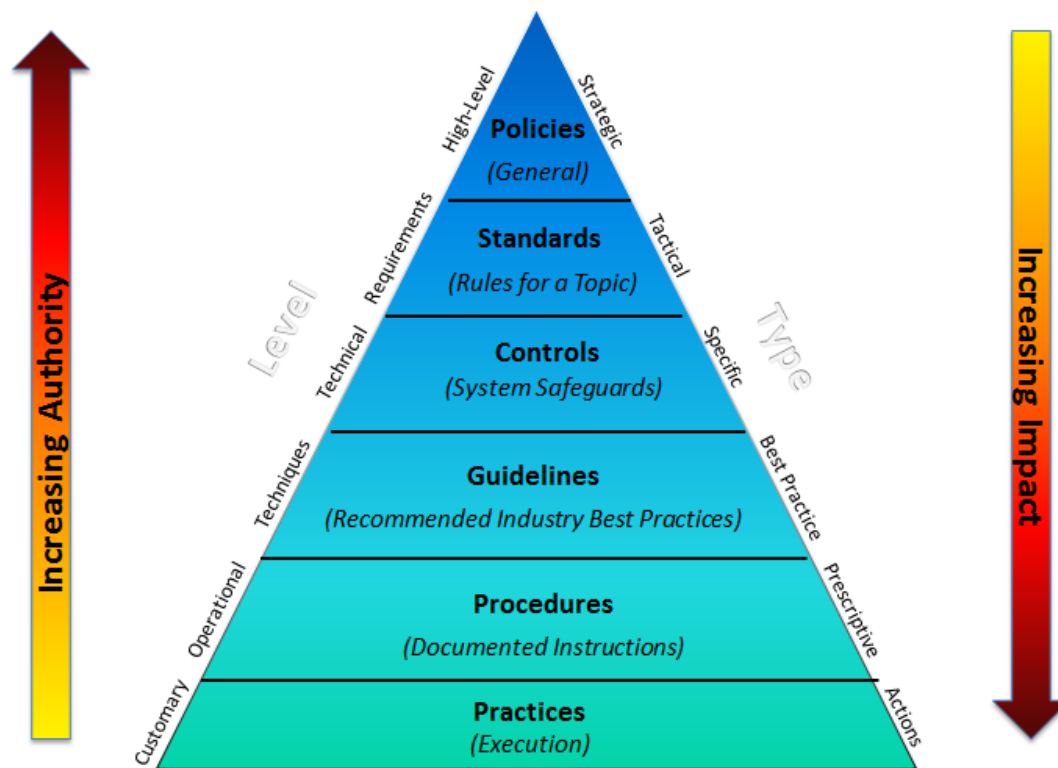 High-Level
Strategic
Policies
(General)
Requirements
Tactical
Standards
(Rules for a Topic)
Level
Type
Technical
Specific
Controls
(System Safeguards)
Increasing Authority
Increasing Impact
Techniques
Best Practice
Guidelines
(Recommended Industry Best Practices)
Operational
Prescriptive
Procedures
(Documented Instructions)
Customary
Actions
Practices
(Execution)